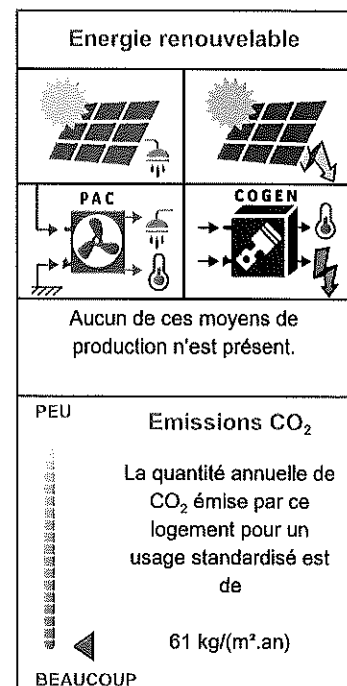 Energie renouvelable
PAC
COGEN
Aucun de ces moyens de
production n'est présent.
PEU
Emissions CO₂
La quantité annuelle de
CO₂ émise par ce
logement pour un
usage standardisé est
de
61 kg/(m².an)
BEAUCOUP